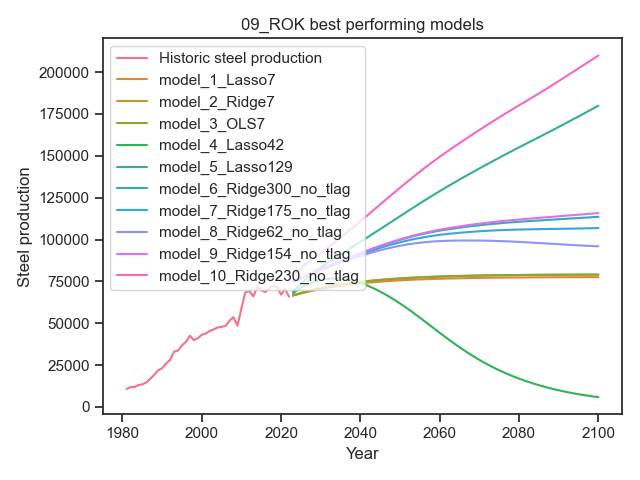 09_ROK best performing models
Steel production
200000
175000
150000
125000
100000
75000
50000
25000
0
Historic steel production
model_1_Lasso7
model_2_Ridge7
model_3_OLS7
model_4_Lasso42
model_5_Lasso129
model_6_Ridge300_no_tlag
model_7_Ridge175_no_tlag
model_8_Ridge62_no_tlag
model_9_Ridge154_no_tlag
model_10_Ridge230_no_tlag
1980 2000 2020 2040 2060 2080 2100
Year